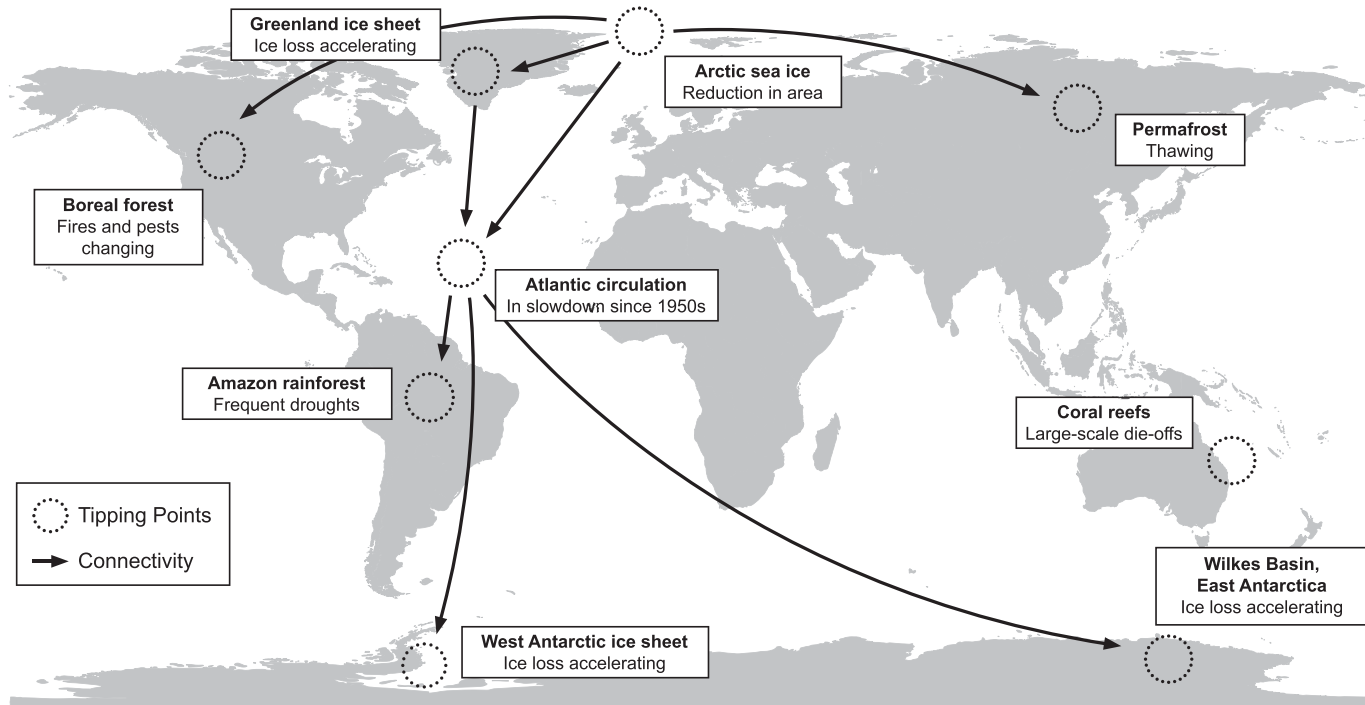 Greenland ice sheet
Ice loss accelerating
Arctic sea ice
Reduction in area
Permafrost
Thawing
Boreal forest
Fires and pests
changing
Atlantic circulation
In slowdown since 1950s
Amazon rainforest
Frequent droughts
Coral reefs
Large-scale die-offs
Tipping Points
Connectivity
Wilkes Basin,
East Antarctica
Ice loss accelerating
West Antarctic ice sheet
Ice loss accelerating